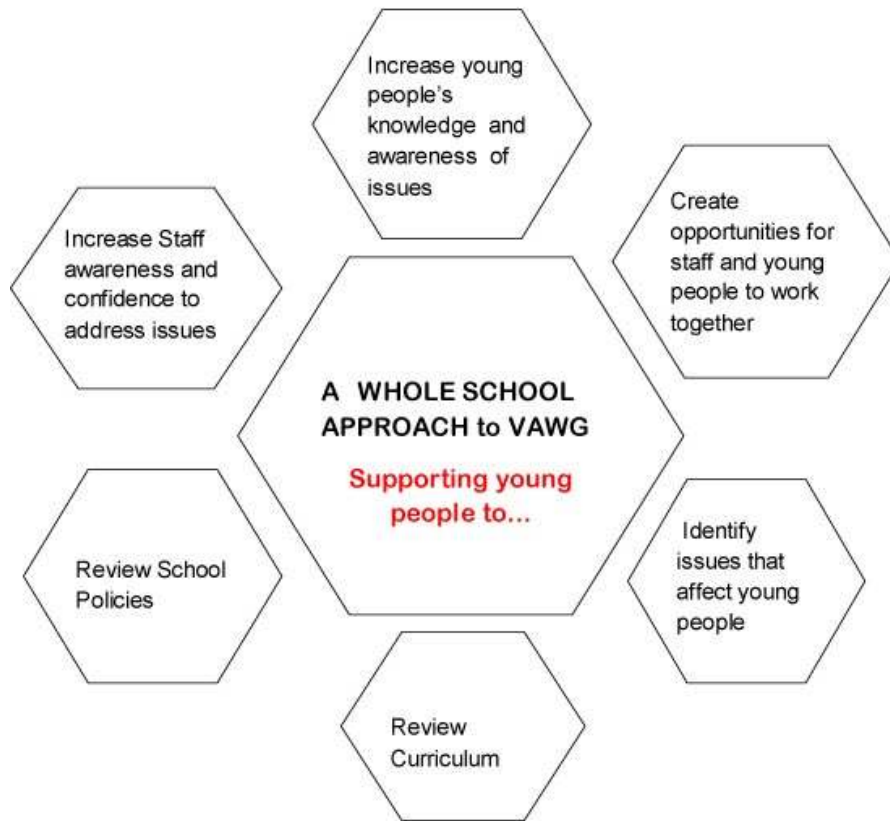 Increase young
people's
knowledge and
awareness of
issues
Create
opportunities for
staff and young
people to work
together
Increase Staff
awareness and
confidence to
address issues
A WHOLE SCHOOL
APPROACH to VAWG
Supporting young
people to...
Identify
issues that
affect young
people
Review School
Policies
Review
Curriculum